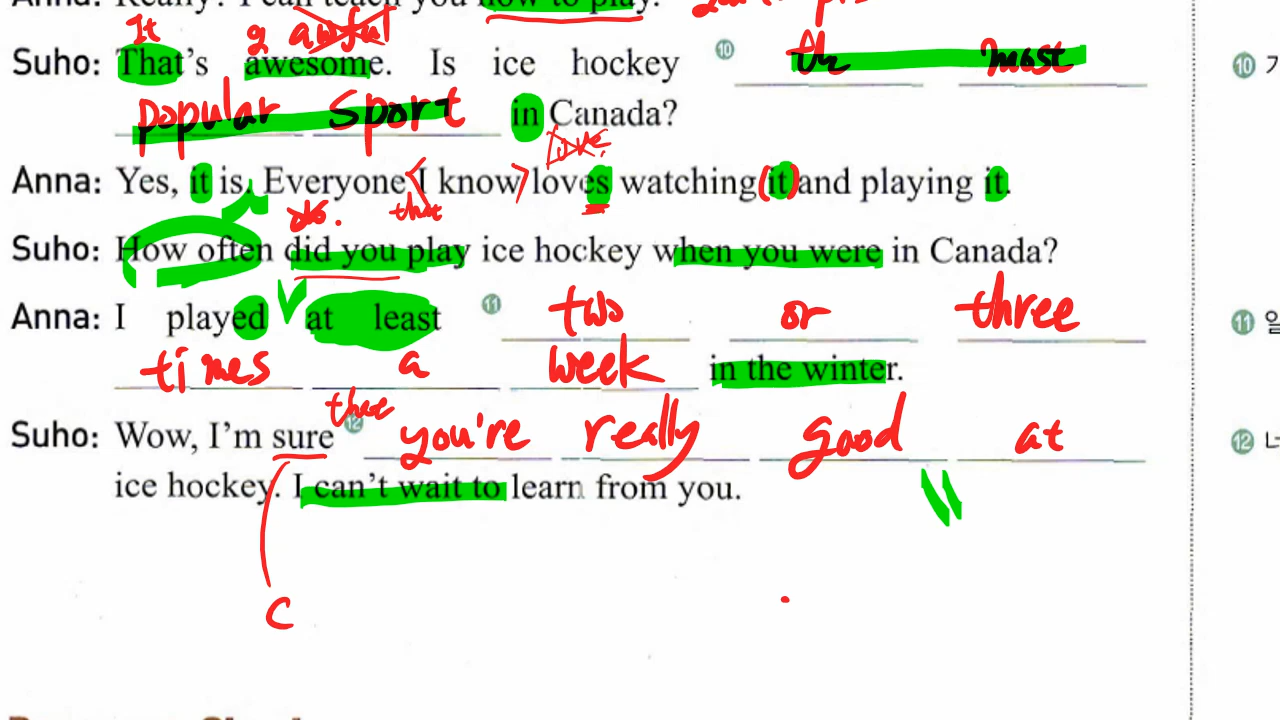 Anna: Really? I can teach you how to play.
It
awful
Suho: That's awesome. Is ice hockey ⑩ the most
popular sport in Canada?
love
Anna: Yes, it is. Everyone I know loves watching (it) and playing it.
do. that
Suho: How often did you play ice hockey when you were in Canada?
Anna: I played at least ⑪ two or three
times a week in the winter.
that
Suho: Wow, I'm sure ⑫ you're really good at
ice hockey. I can't wait to learn from you.
C
⑩
⑪ 일
⑫ 너